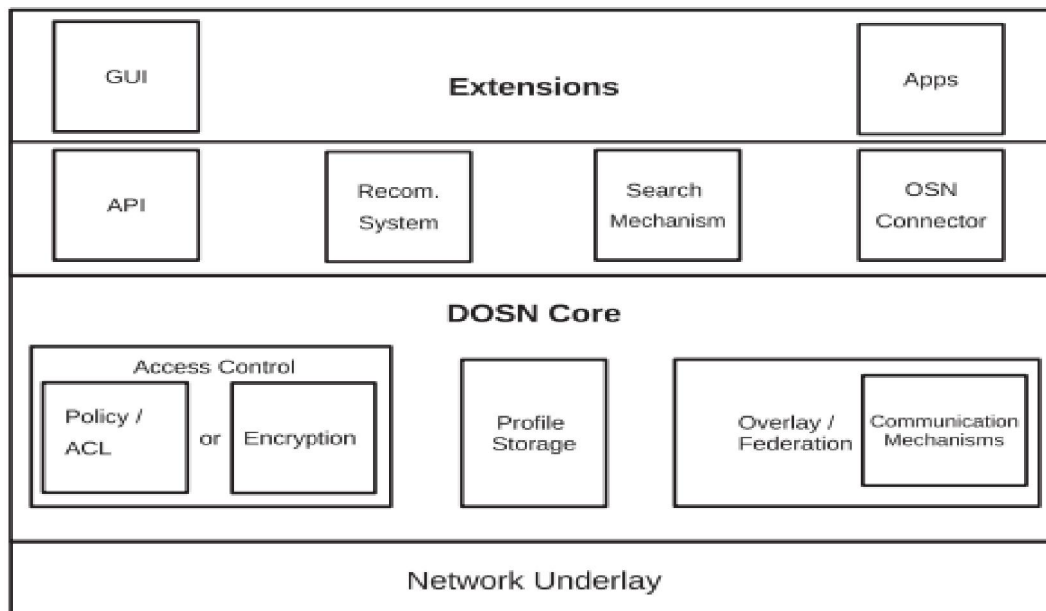 GUI
Extensions
Apps
API
Recom.
System
Search
Mechanism
OSN
Connector
DOSN Core
Access Control
Policy /
ACL
or
Encryption
Profile
Storage
Overlay /
Federation
Communication
Mechanisms
Network Underlay